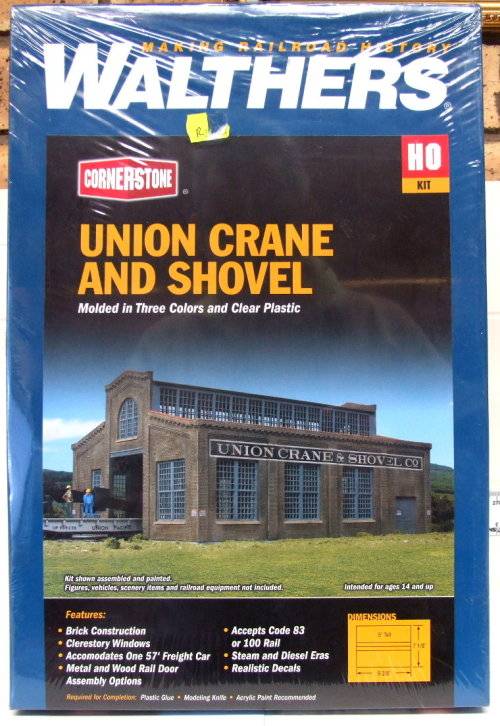 MAKING RAILROAD HISTORY
WALTHERS
HO
KIT
CORNERSTONE
UNION CRANE
AND SHOVEL
Molded in Three Colors and Clear Plastic
UNION CRANE & SHOVEL CO
UNION PACIFIC
Kit shown assembled and painted.
Figures, vehicles, scenery items and railroad equipment not included.
Intended for ages 14 and up
Features:
• Brick Construction
• Clerestory Windows
• Accomodates One 57' Freight Car
• Metal and Wood Rail Door
Assembly Options
• Accepts Code 83
or 100 Rail
• Steam and Diesel Eras
• Realistic Decals
DIMENSIONS
Required for Completion: Plastic Glue • Modeling Knife • Acrylic Paint Recommended